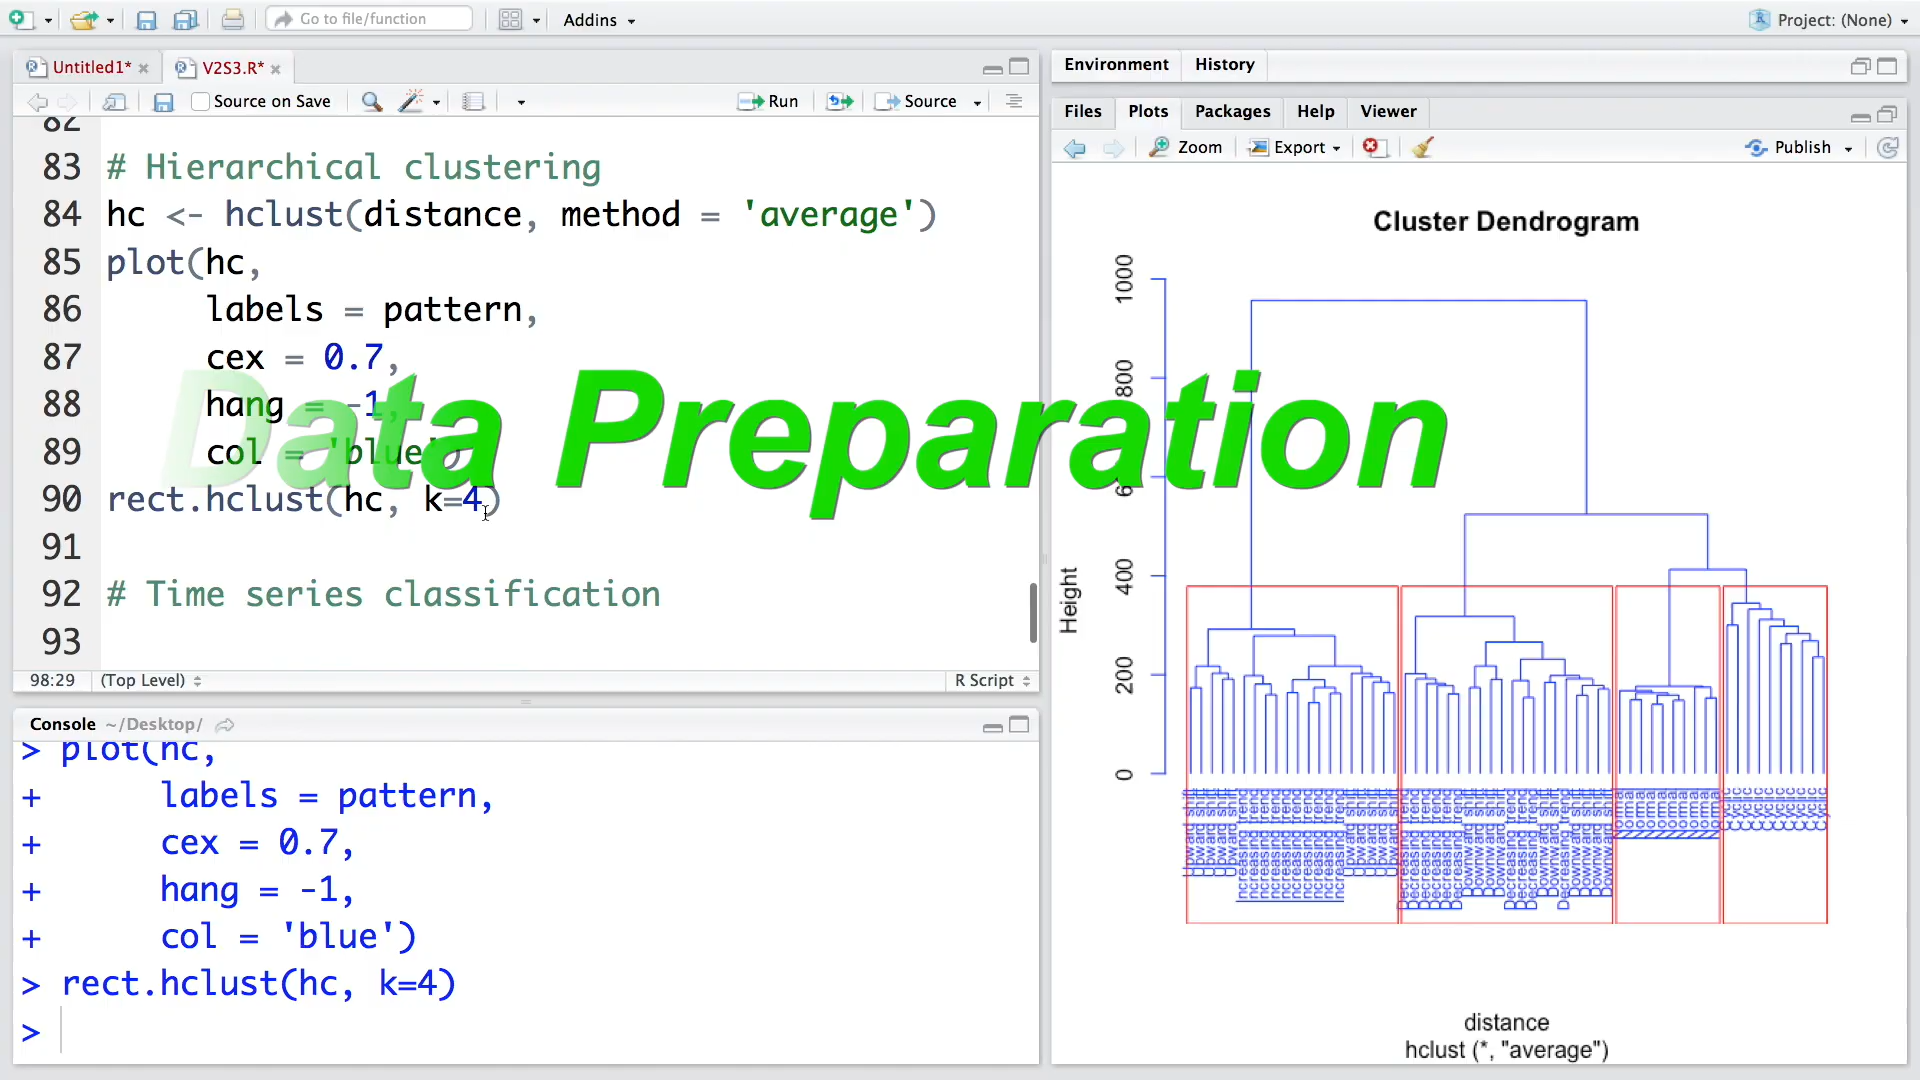 Go to file/function
Addins
Project: (None)
Untitled1*
V2S3.R*
Source on Save
Run
Source
82
83 # Hierarchical clustering
84 hc <- hclust(distance, method = 'average')
85 plot(hc,
86 labels = pattern,
87 cex = 0.7,
88 hang = -1,
89 col = 'blue')
90 rect.hclust(hc, k=4)
91
92 # Time series classification
93
Data Preparation
98:29 (Top Level) R Script
Console ~/Desktop/
> plot(hc,
+ labels = pattern,
+ cex = 0.7,
+ hang = -1,
+ col = 'blue')
> rect.hclust(hc, k=4)
>
Environment History
Files Plots Packages Help Viewer
Zoom Export Publish
Cluster Dendrogram
Height
1000
800
400
200
0
distance
hclust (*, "average")